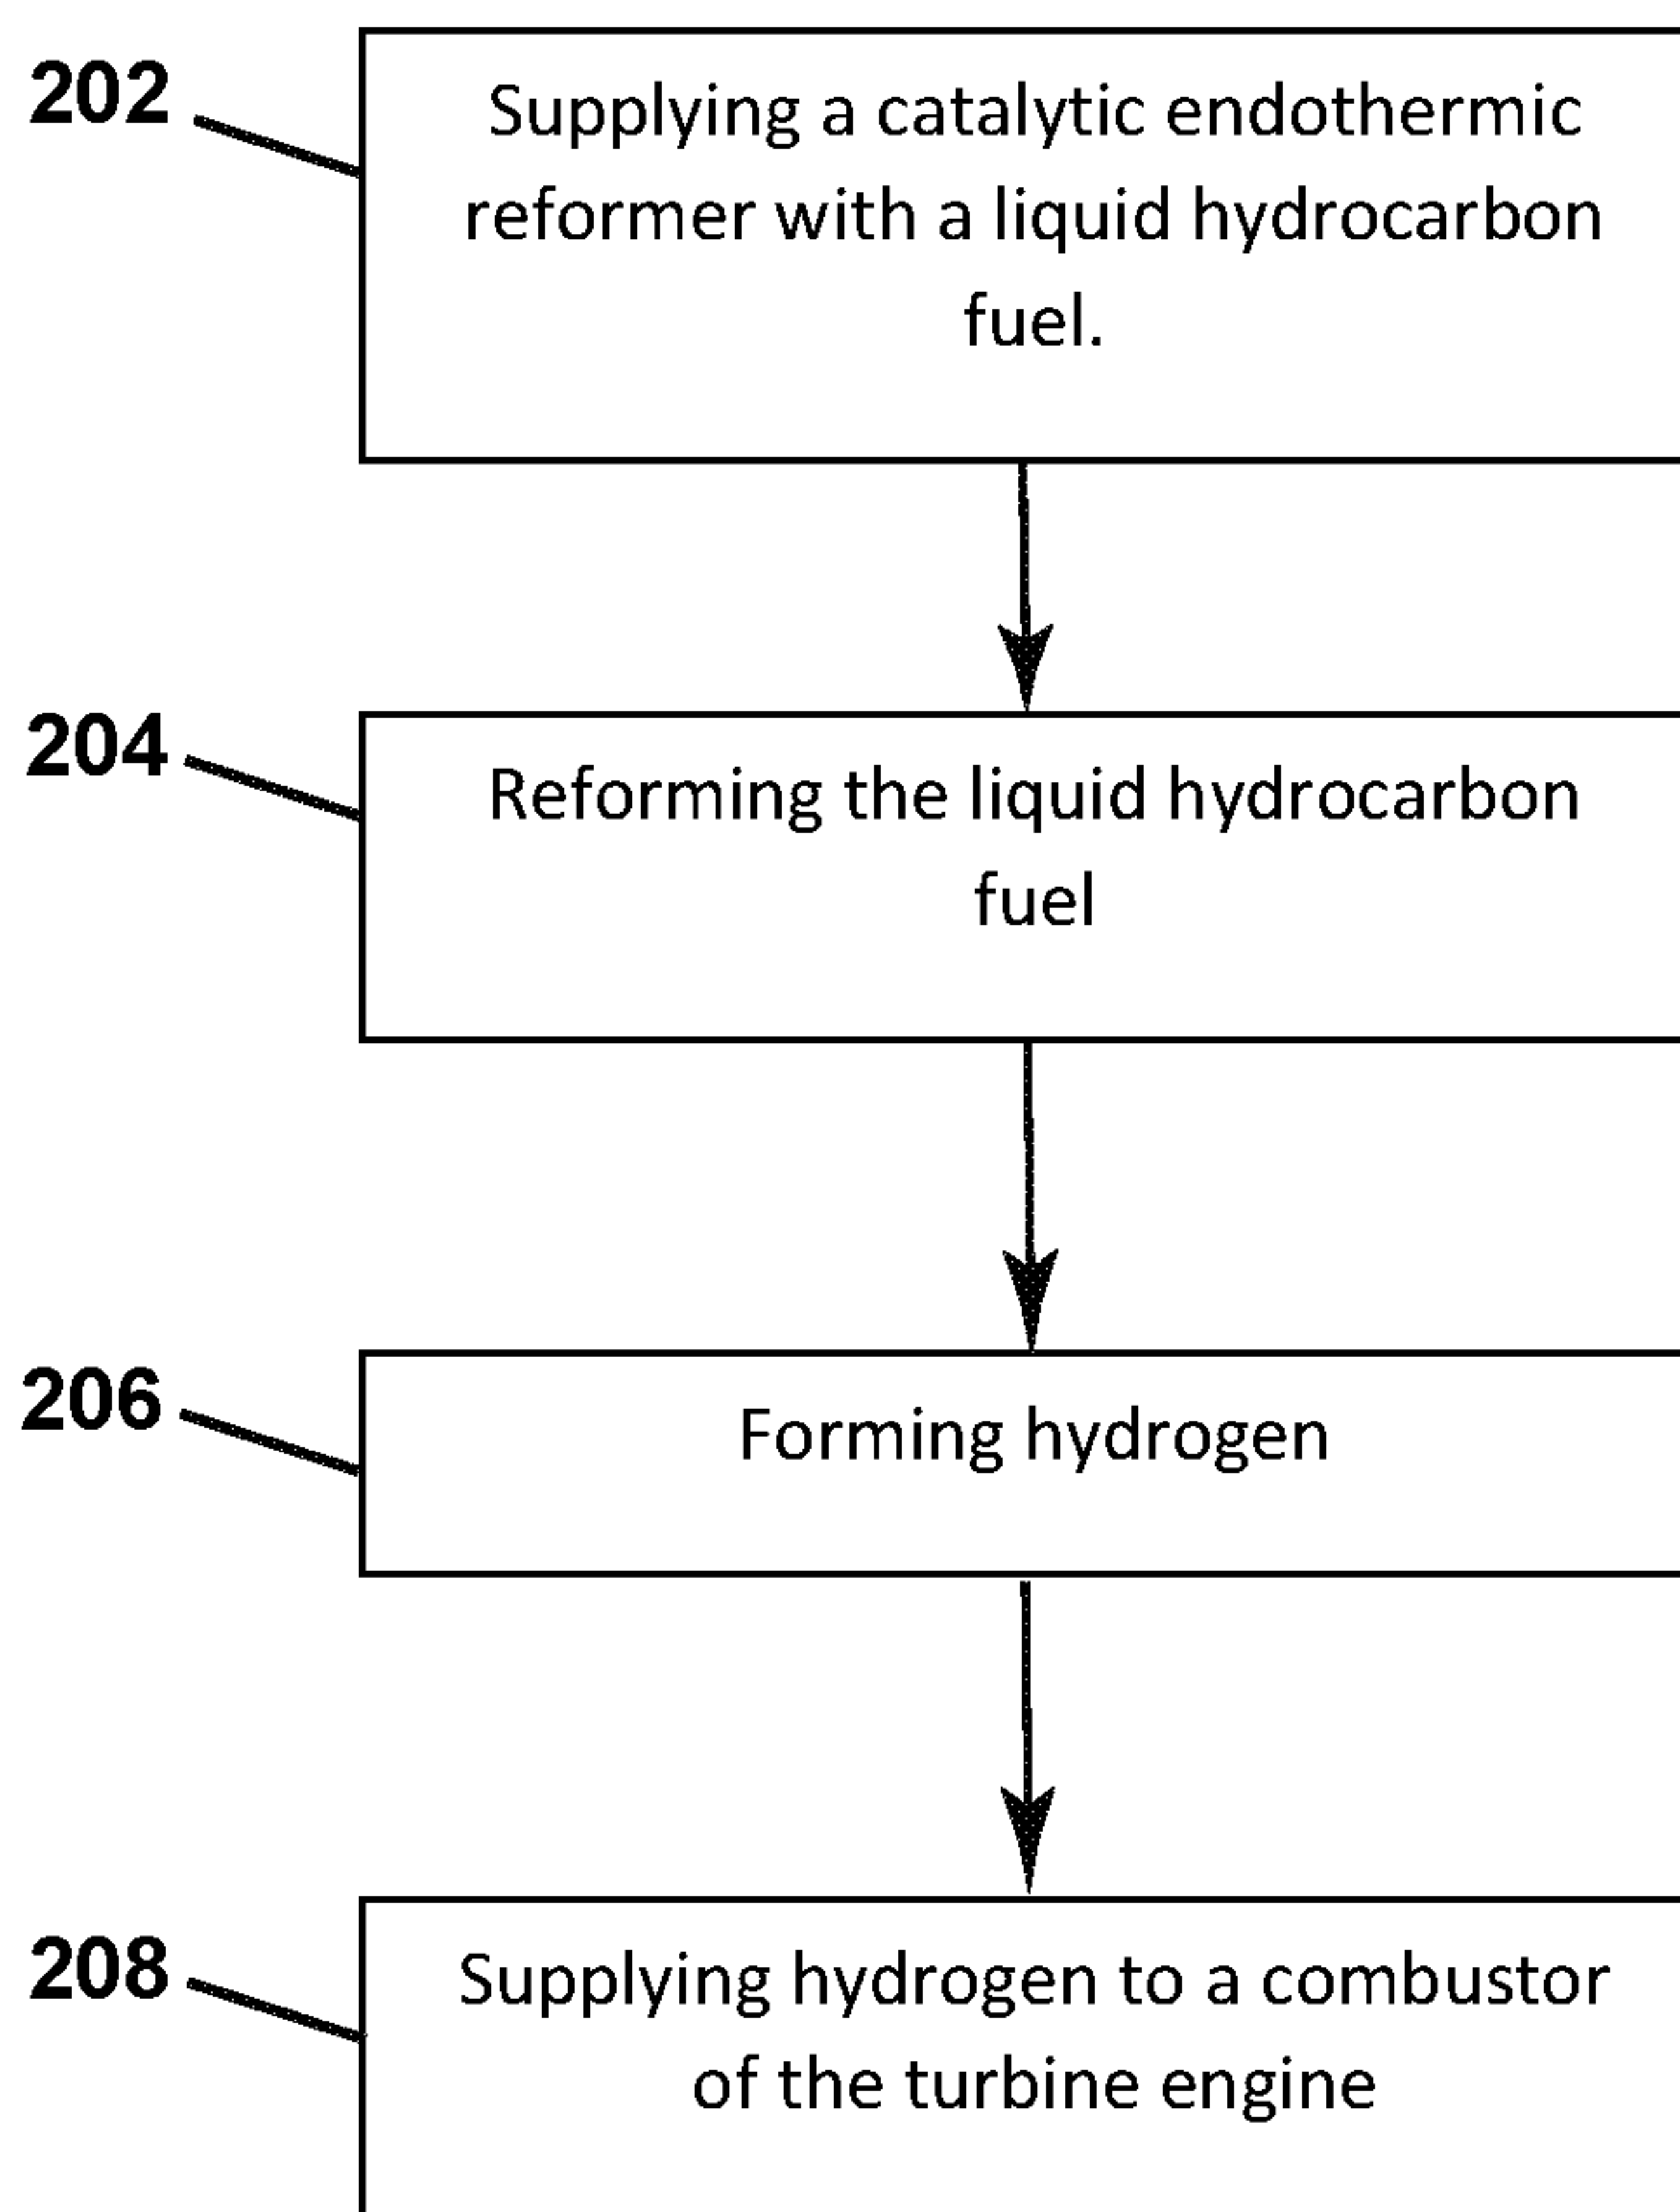 202
Supplying a catalytic endothermic
reformer with a liquid hydrocarbon
fuel.
204
Reforming the liquid hydrocarbon
fuel
206
Forming hydrogen
208
Supplying hydrogen to a combustor
of the turbine engine